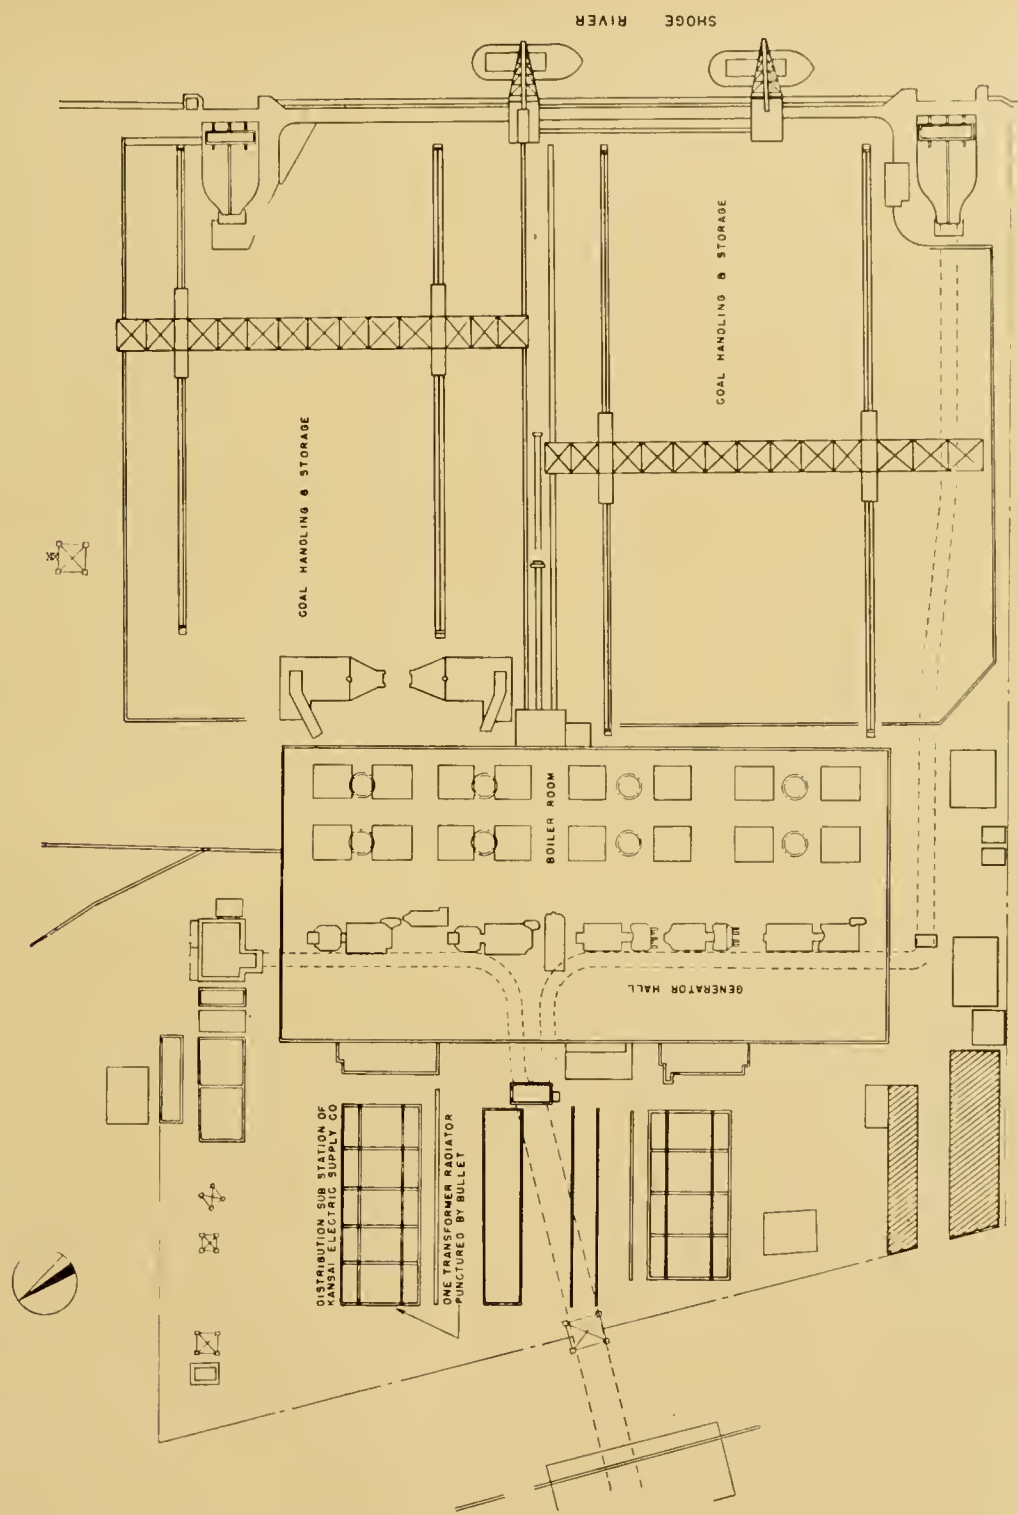 SHOGE RIVER
COAL HANDLING & STORAGE
COAL HANDLING & STORAGE
BOILER ROOM
GENERATOR HALL
DISTRIBUTION SUB STATION OF
KANSAI ELECTRIC SUPPLY CO
ONE TRANSFORMER RADIATOR
PUNCTURED BY BULLET